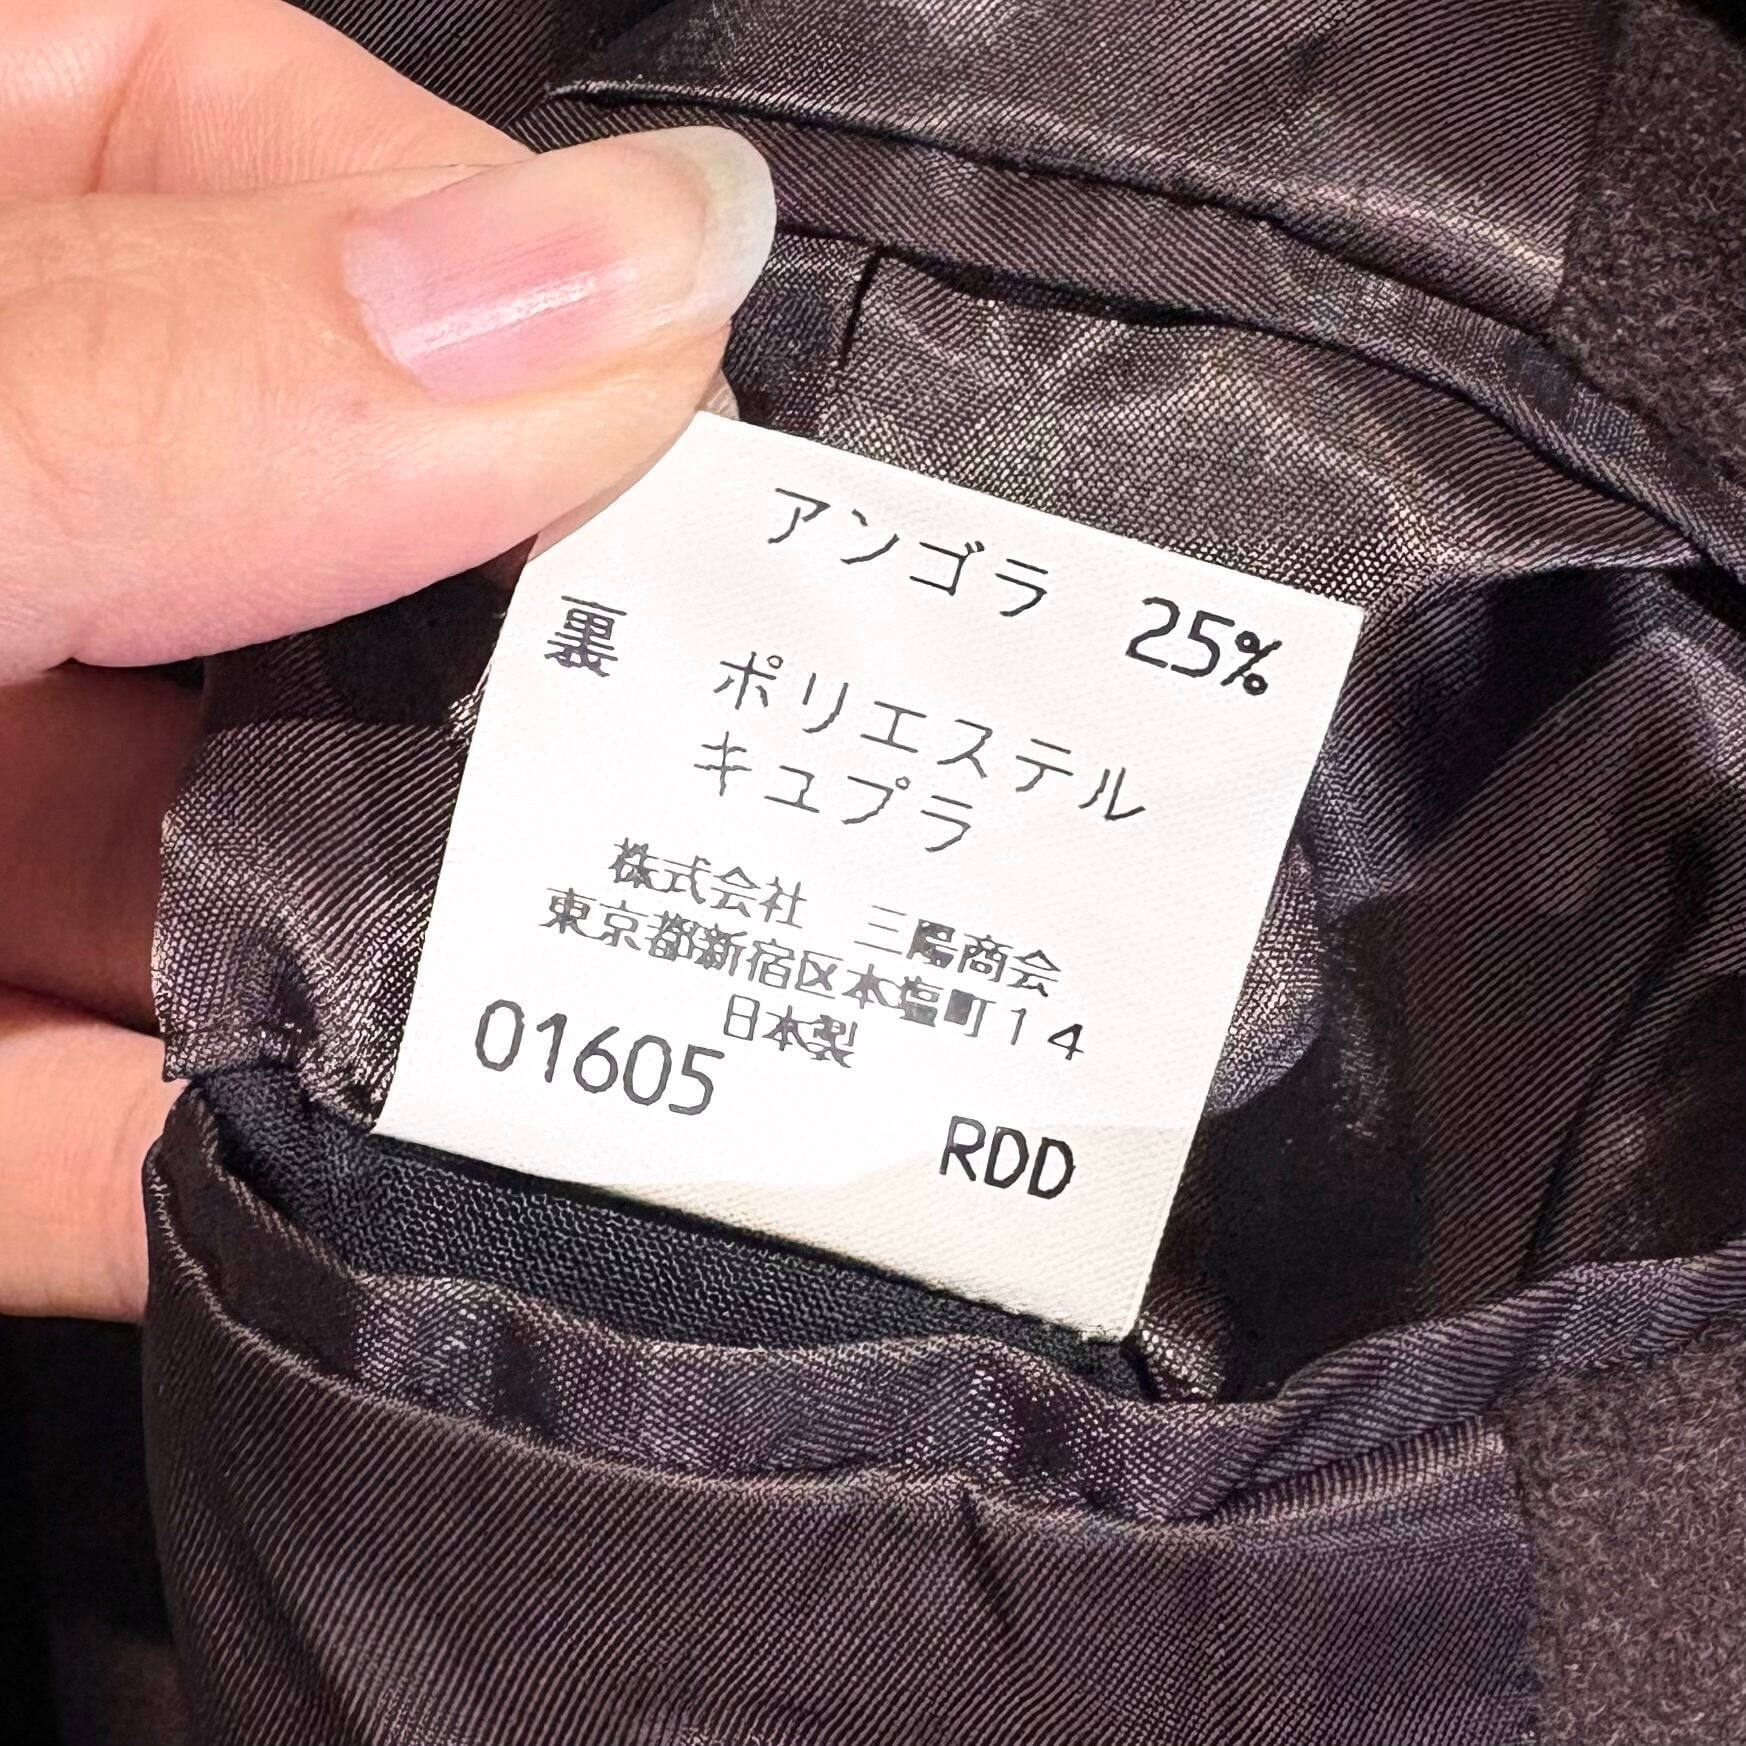 アンゴラ 25%
裏 ポリエステル
キュプラ
株式会社 三陽商会
東京都新宿区本塩町14
日本製
01605
RDD